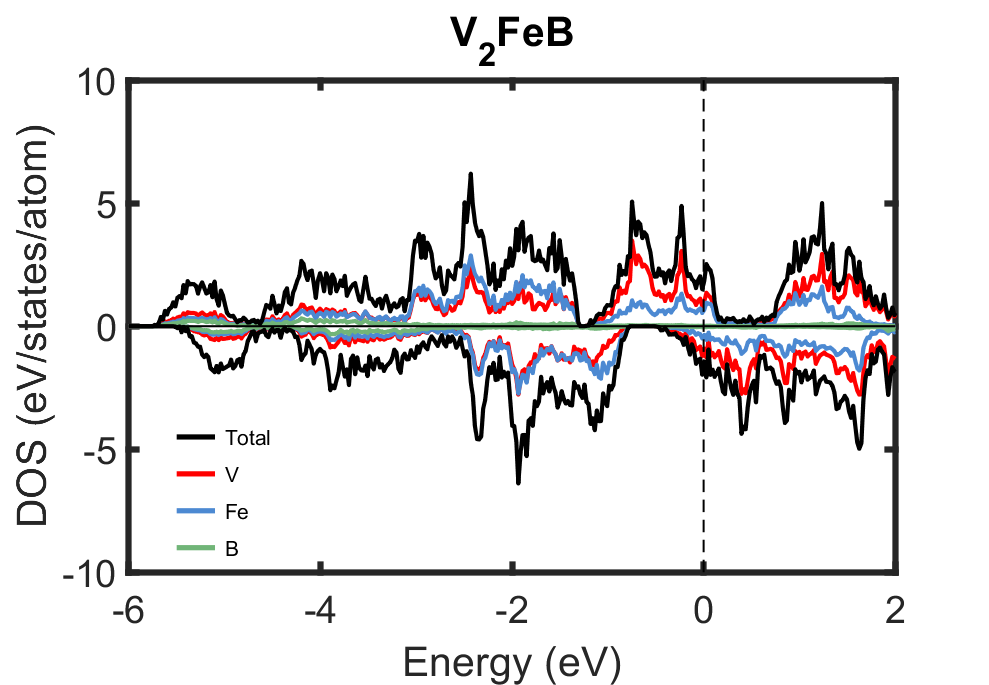 V2FeB
DOS (eV/states/atom)
10
5
0
-5
-10
Total
V
Fe
B
-6
-4
-2
0
2
Energy (eV)